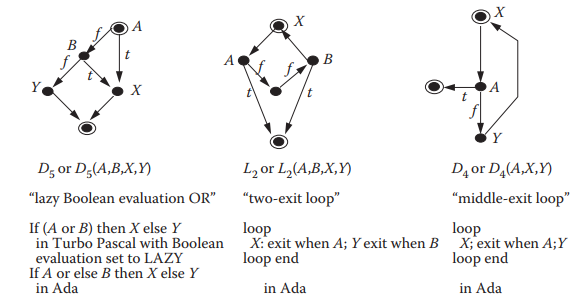 A
f
B
f
t
t
Y
X
D5 or D5(A,B,X,Y)
"lazy Boolean evaluation OR"
If (A or B) then X else Y
in Turbo Pascal with Boolean
evaluation set to LAZY
If A or else B then X else Y
in Ada
X
A
B
f
f
t
t
L2 or L2(A,B,X,Y)
"two-exit loop"
loop
X: exit when A; Y exit when B
loop end
in Ada
X
A
t
f
Y
D4 or D4(A,X,Y)
"middle-exit loop"
loop
X; exit when A;Y
loop end
in Ada